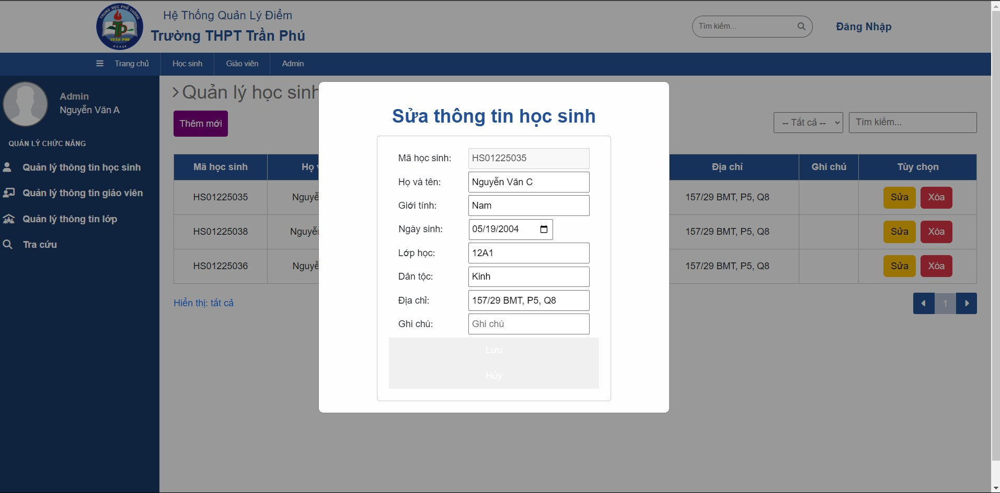 TRUNG HỌC PHỔ THÔNG
TP
TRẦN PHÚ
Hệ Thống Quản Lý Điểm
Trường THPT Trần Phú
Tìm kiếm...
Đăng Nhập
Trang chủ
Học sinh
Giáo viên
Admin
Admin
Nguyễn Văn A
QUẢN LÝ CHỨC NĂNG
Quản lý thông tin học sinh
Quản lý thông tin giáo viên
Quản lý thông tin lớp
Tra cứu
Quản lý học sinh
Thêm mới
-- Tất cả --
Tìm kiếm...
Mã học sinh Họ Địa chỉ Ghi chú Tùy chọn
HS01225035 Nguyễ 157/29 BMT, P5, Q8 Sửa Xóa
HS01225038 Nguyễ 157/29 BMT, P5, Q8 Sửa Xóa
HS01225036 Nguyễ 157/29 BMT, P5, Q8 Sửa Xóa
Hiển thị: tất cả
1
Sửa thông tin học sinh
Mã học sinh: HS01225035
Họ và tên: Nguyễn Văn C
Giới tính: Nam
Ngày sinh: 05/19/2004
Lớp học: 12A1
Dân tộc: Kinh
Địa chỉ: 157/29 BMT, P5, Q8
Ghi chú: Ghi chú
Lưu
Hủy